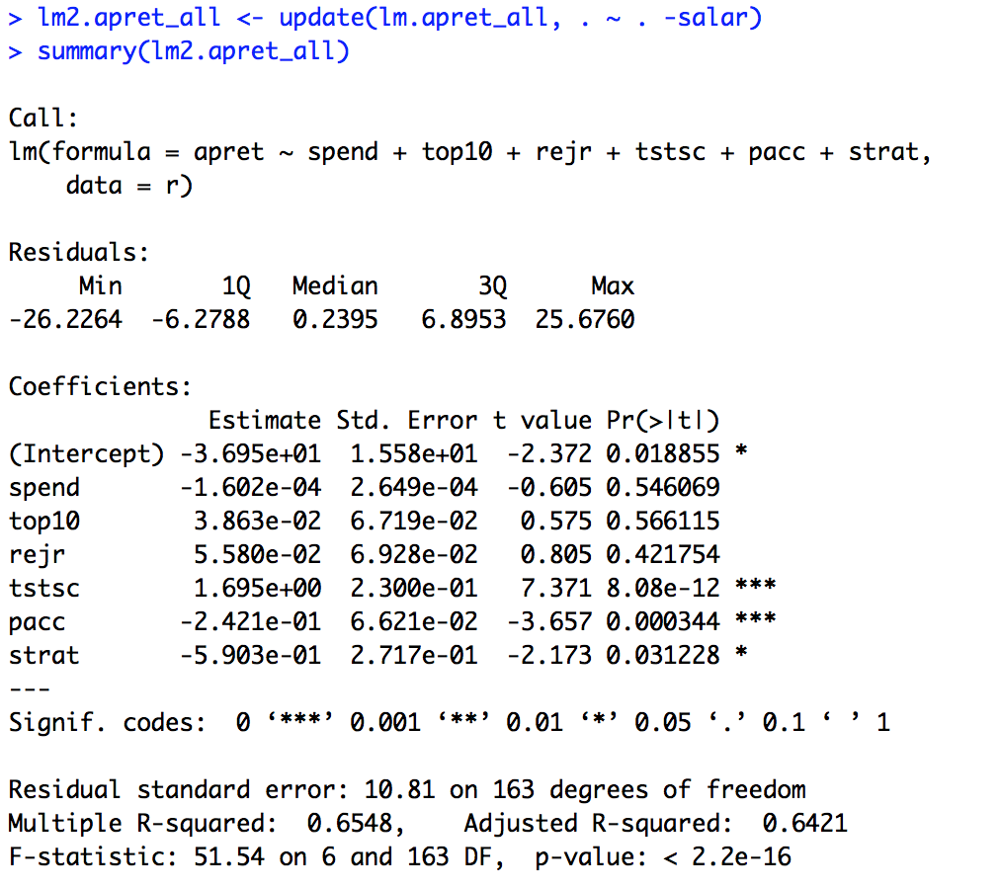 > lm2.apret_all <- update(lm.apret_all, . ~ . -salar)
> summary(lm2.apret_all)

Call:
lm(formula = apret ~ spend + top10 + rejr + tstsc + pacc + strat,
    data = r)

Residuals:
     Min       1Q   Median       3Q      Max
-26.2264  -6.2788   0.2395   6.8953  25.6760

Coefficients:
              Estimate Std. Error t value Pr(>|t|)
(Intercept) -3.695e+01  1.558e+01  -2.372 0.018855 *
spend       -1.602e-04  2.649e-04  -0.605 0.546069
top10        3.863e-02  6.719e-02   0.575 0.566115
rejr         5.580e-02  6.928e-02   0.805 0.421754
tstsc        1.695e+00  2.300e-01   7.371 8.08e-12 ***
pacc        -2.421e-01  6.621e-02  -3.657 0.000344 ***
strat       -5.903e-01  2.717e-01  -2.173 0.031228 *
---
Signif. codes:  0 ‘***’ 0.001 ‘**’ 0.01 ‘*’ 0.05 ‘.’ 0.1 ‘ ’ 1

Residual standard error: 10.81 on 163 degrees of freedom
Multiple R-squared:  0.6548,    Adjusted R-squared:  0.6421
F-statistic: 51.54 on 6 and 163 DF,  p-value: < 2.2e-16